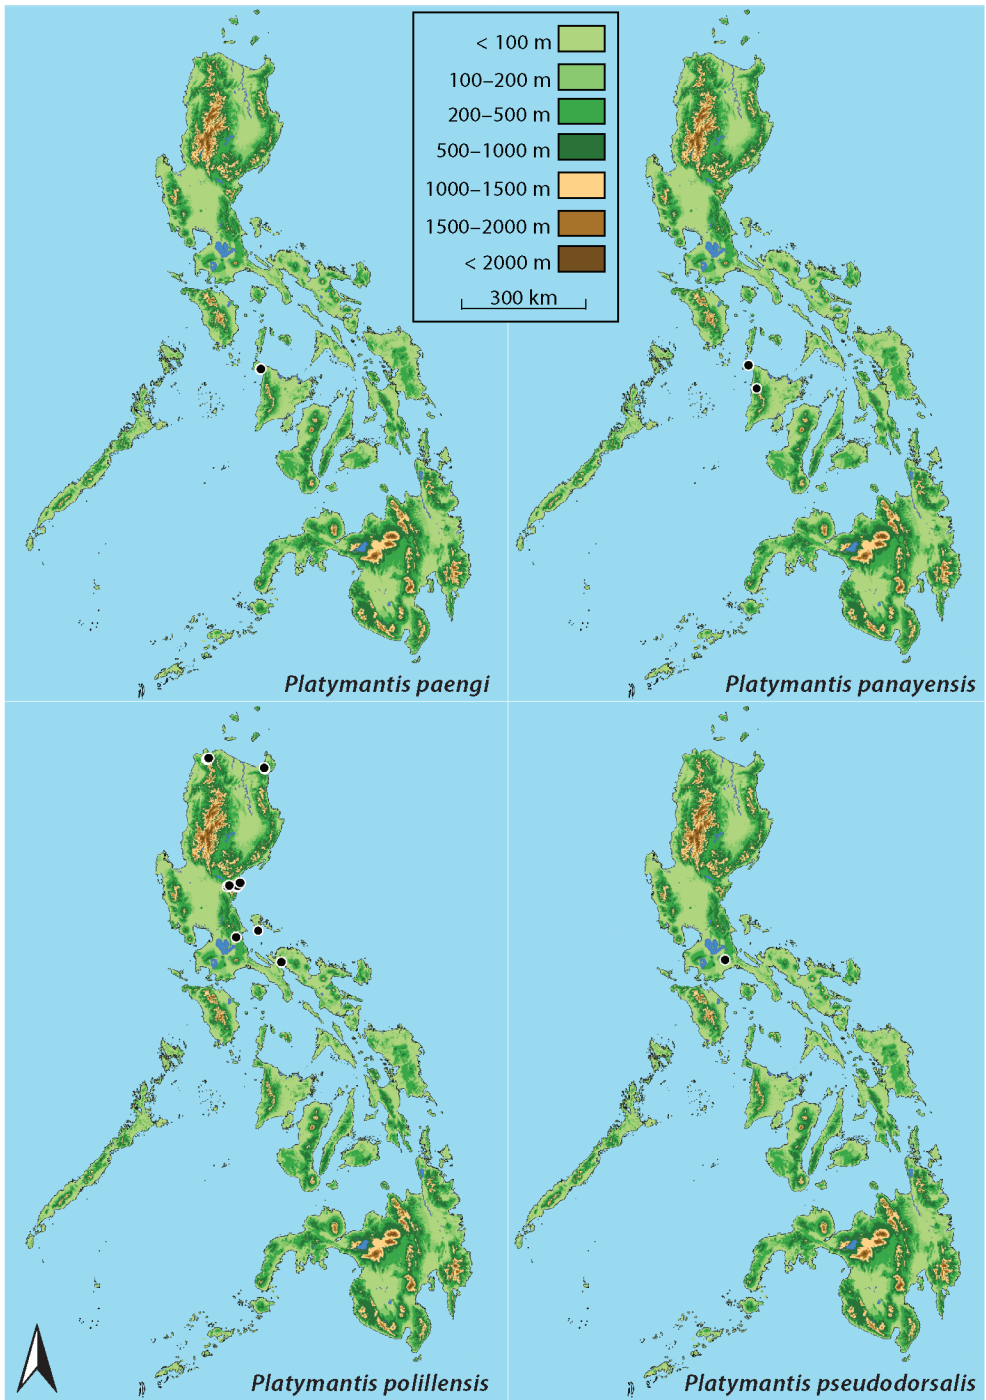 < 100 m
100–200 m
200–500 m
500–1000 m
1000–1500 m
1500–2000 m
< 2000 m
300 km
Platymantis paengi
Platymantis panayensis
Platymantis polillensis
Platymantis pseudodorsalis